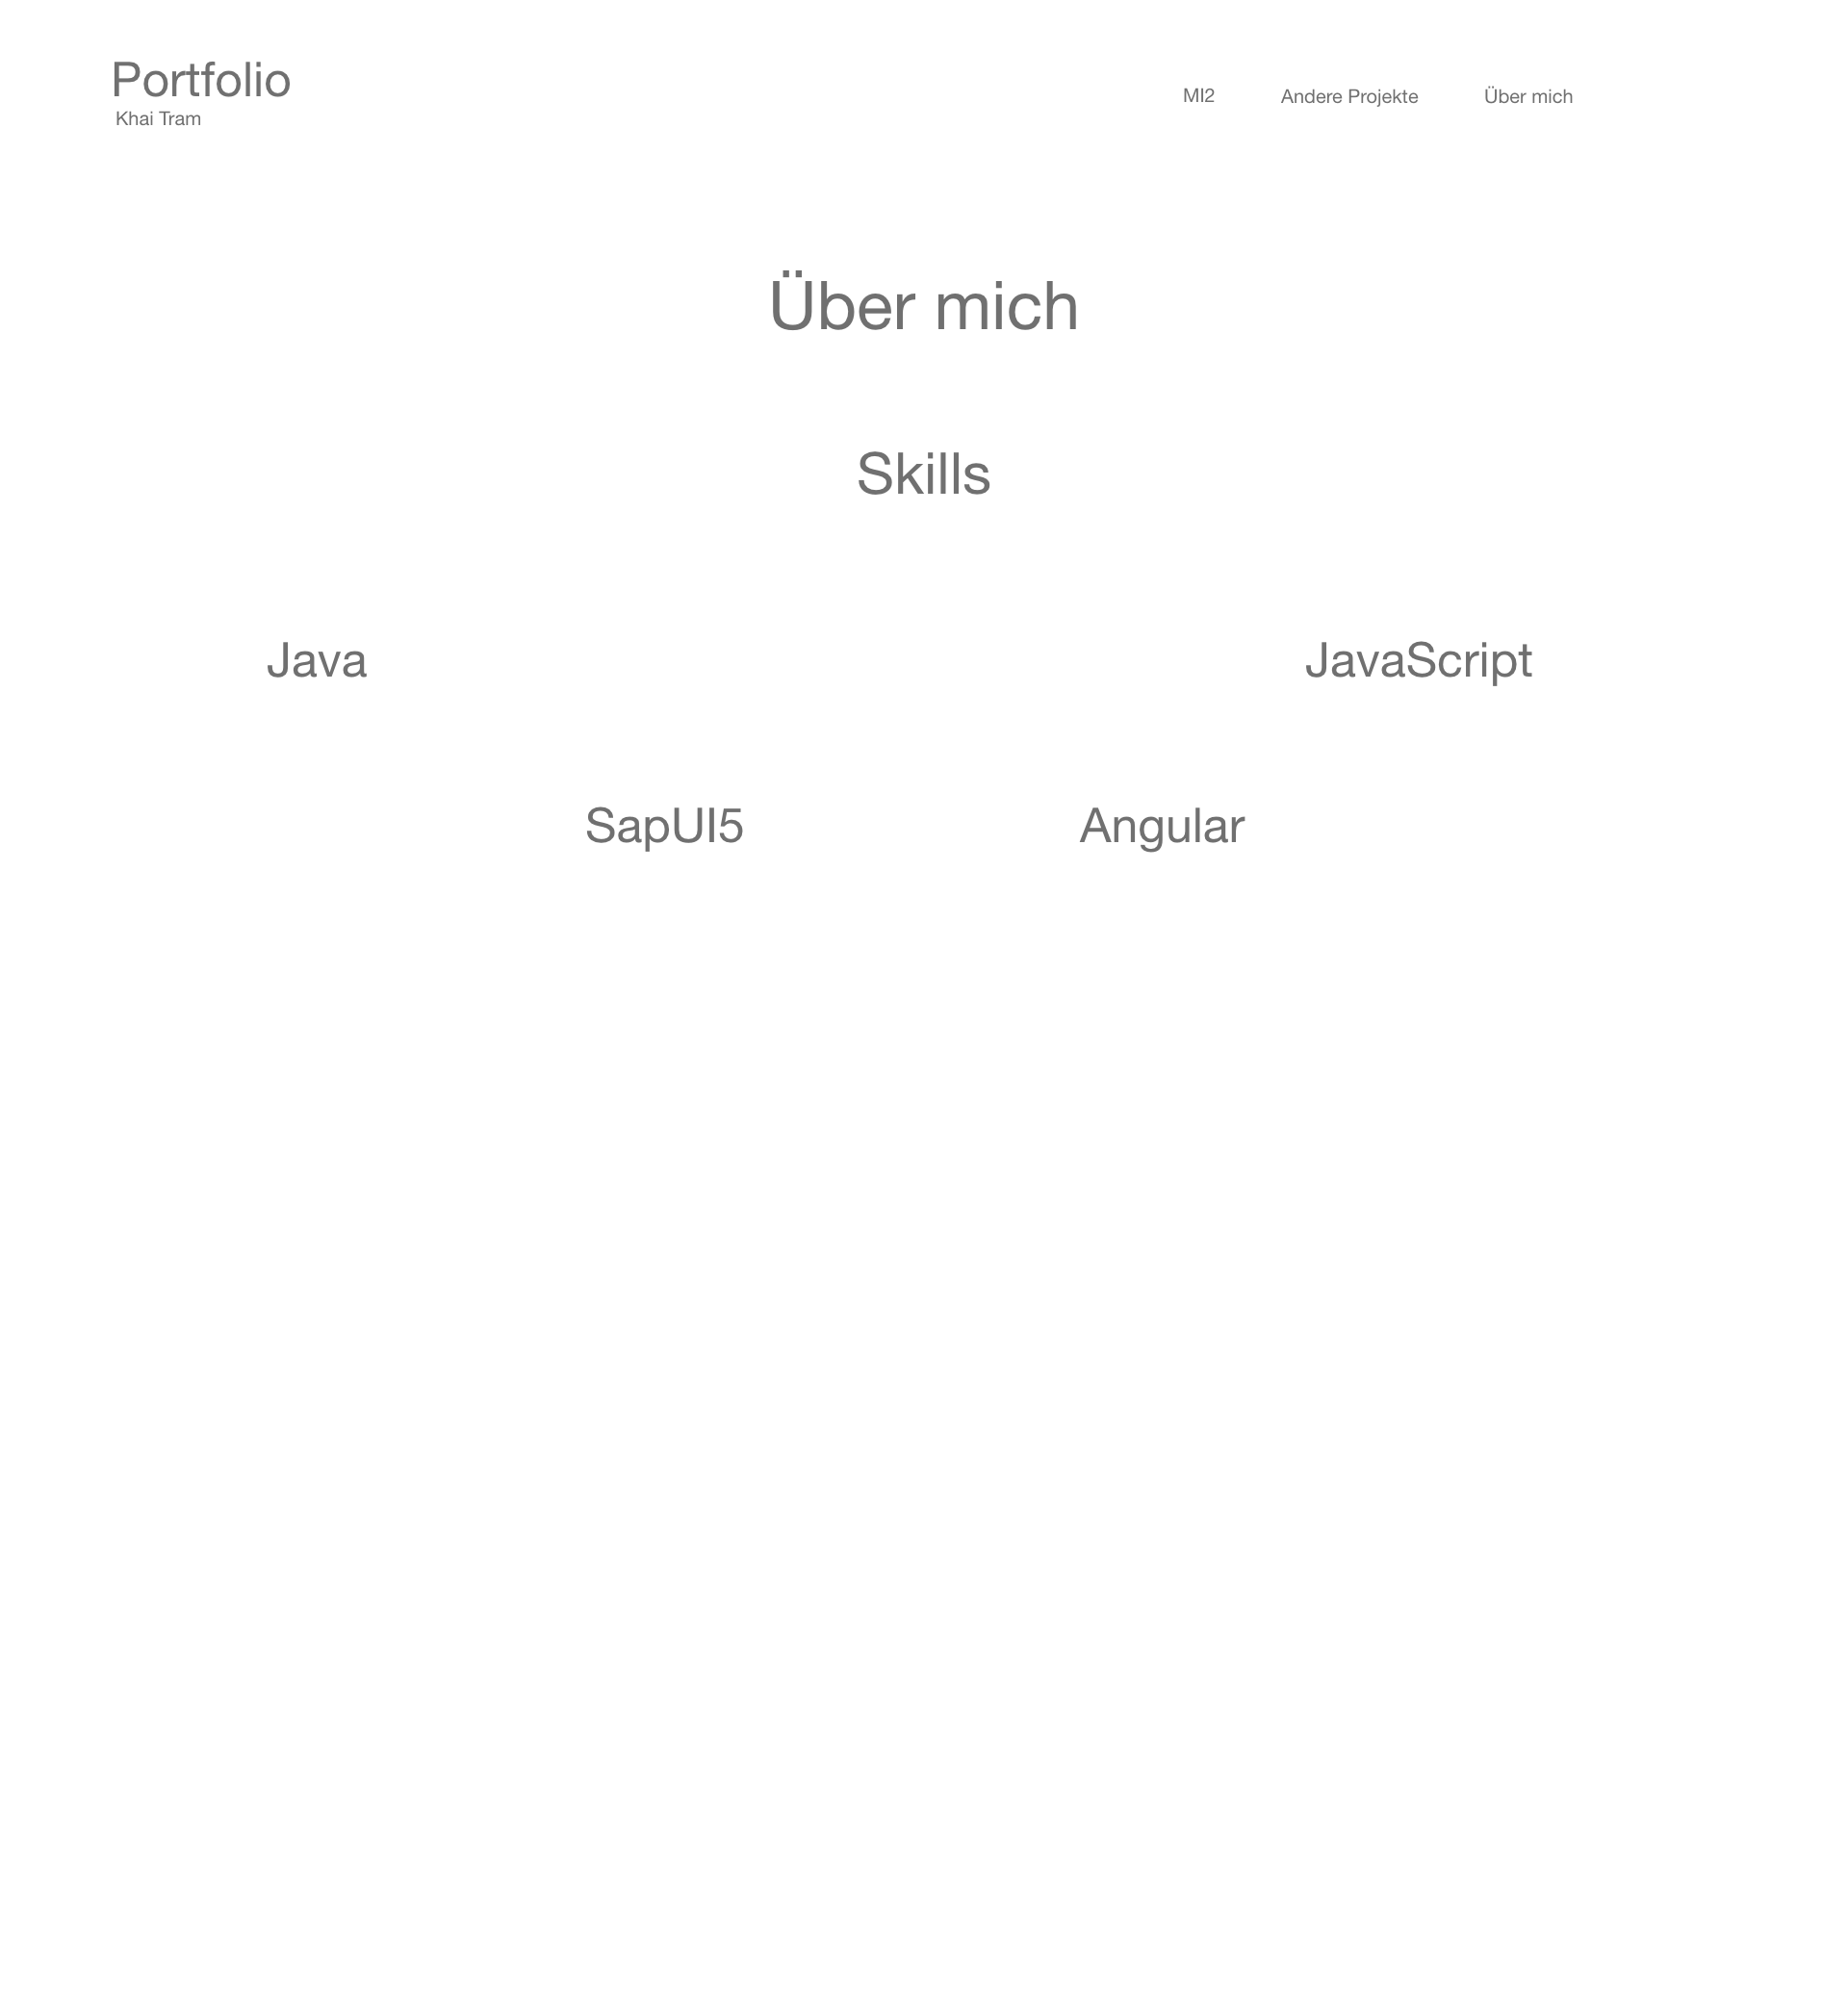 Portfolio
Khai Tram
MI2
Andere Projekte
Über mich
Über mich
Skills
Java
JavaScript
SapUI5
Angular